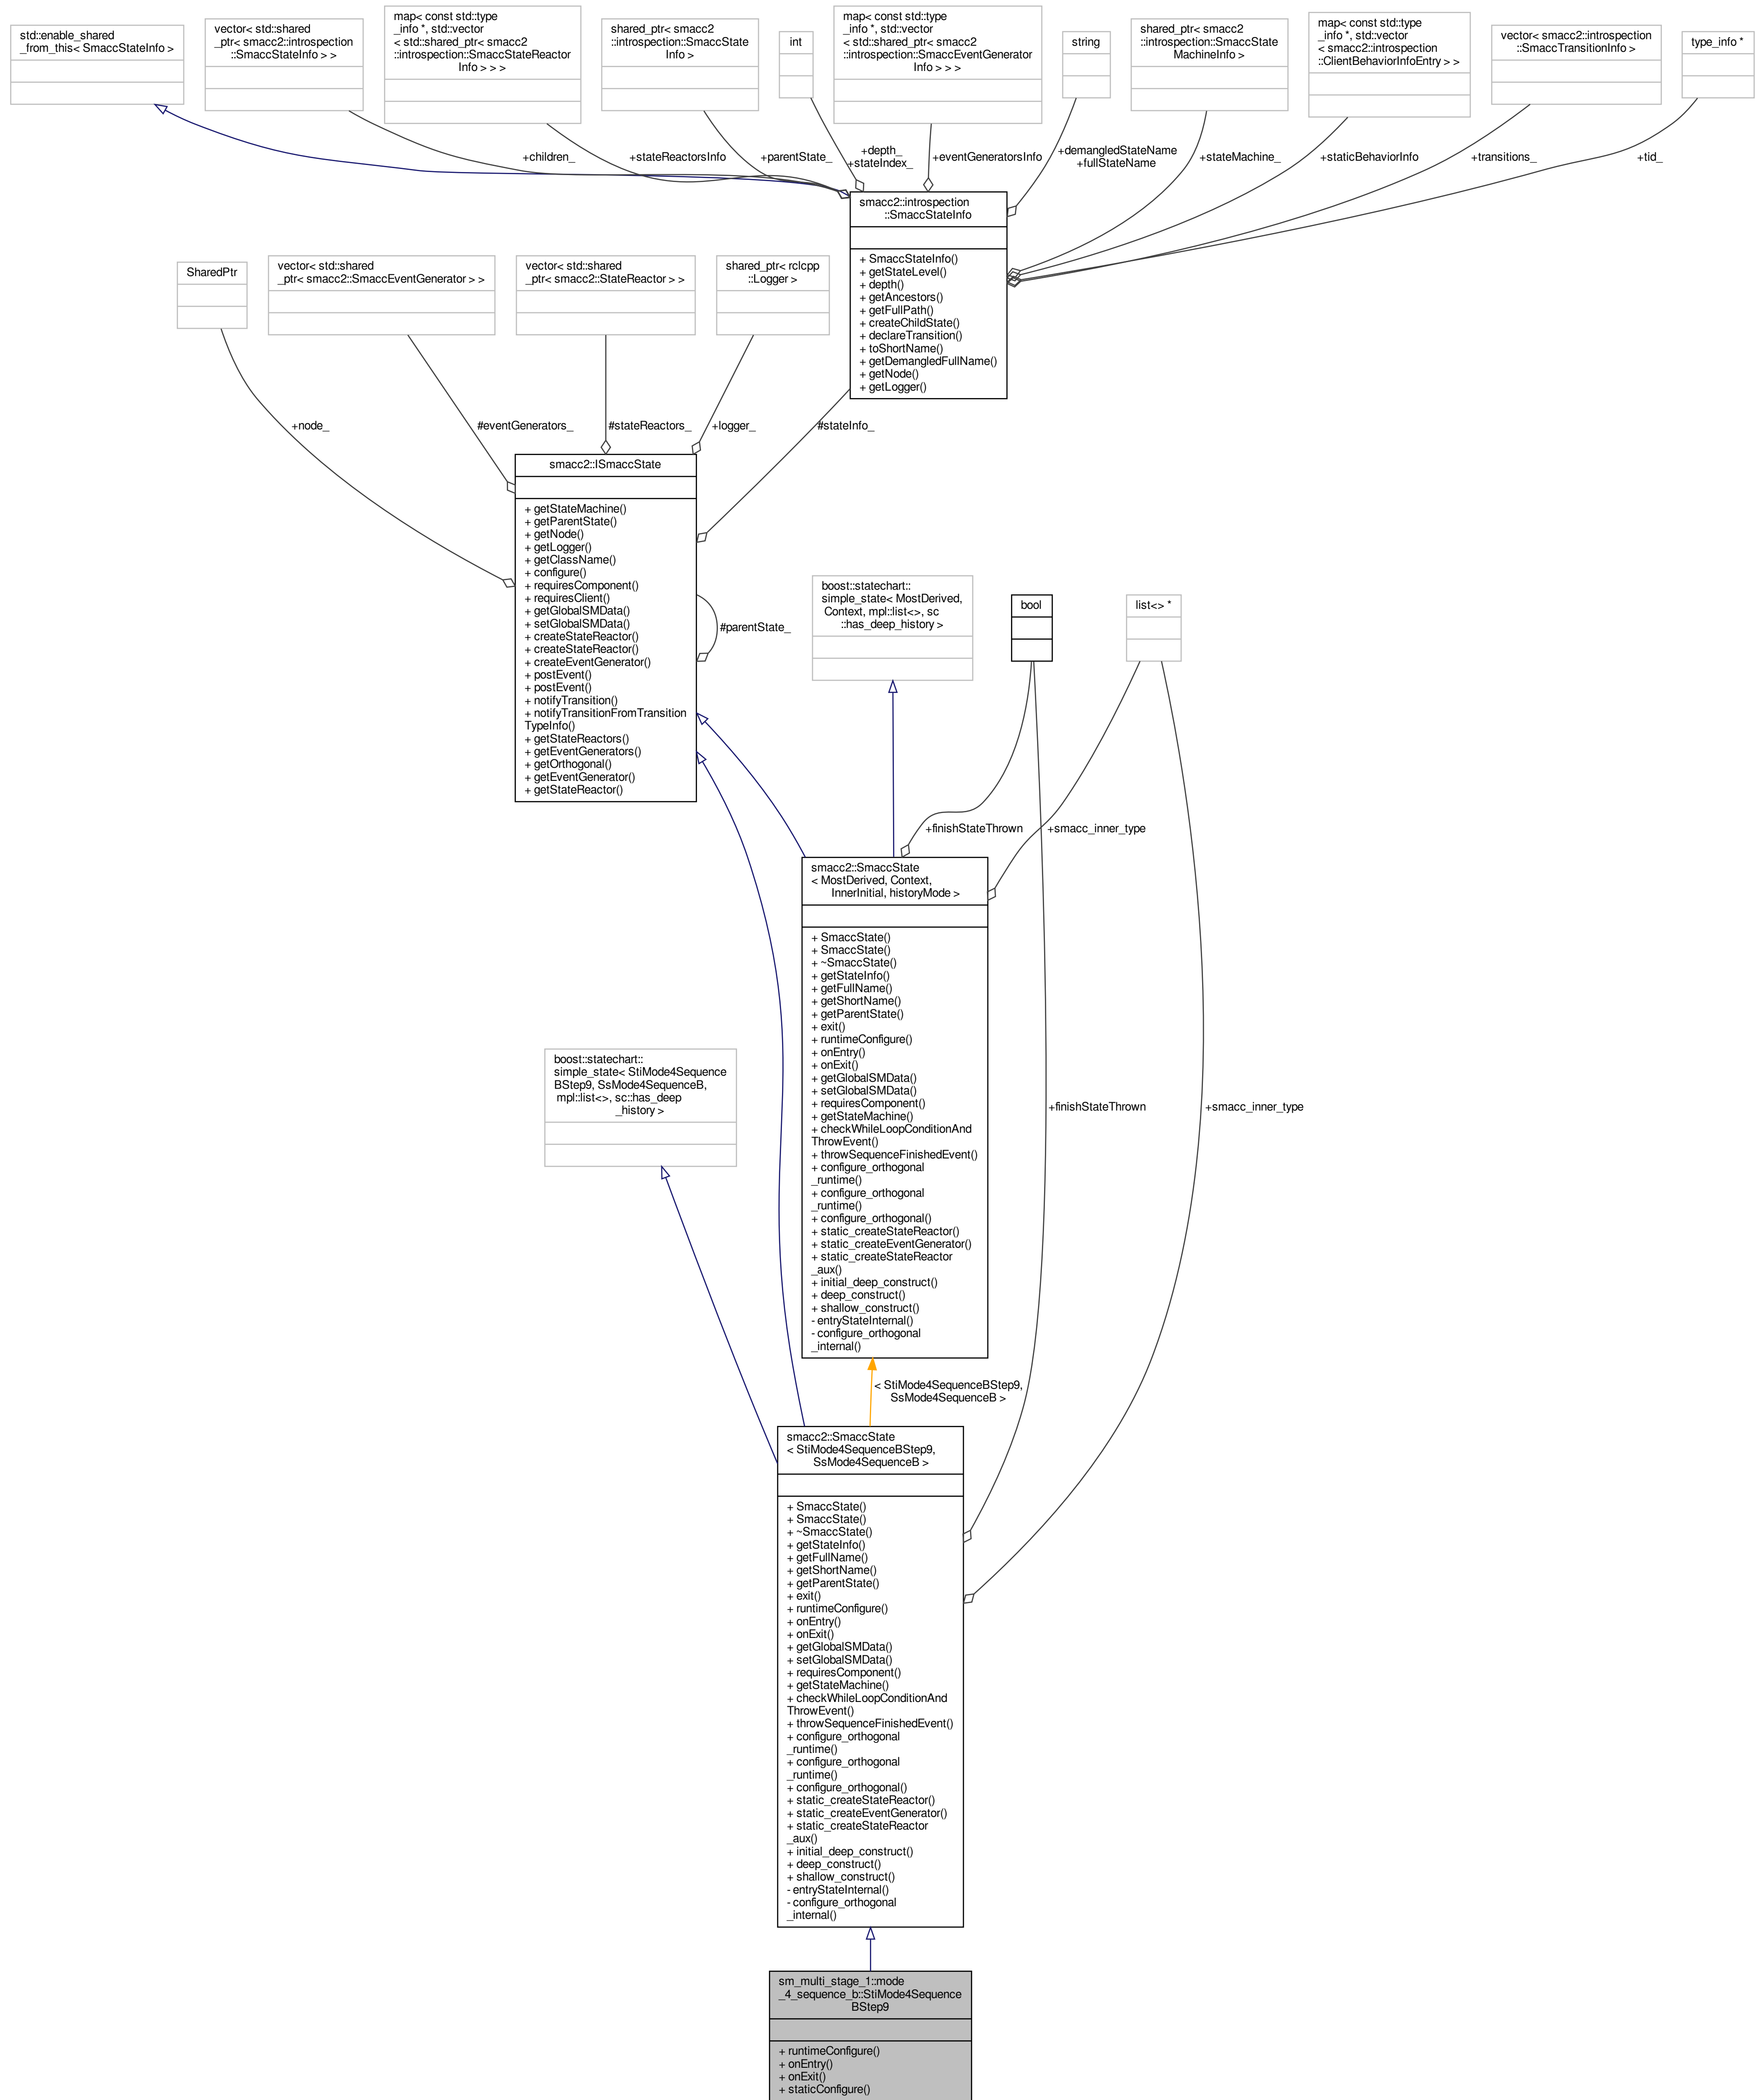 std::enable_shared
_from_this< SmaccStateInfo >
vector< std::shared
_ptr< smacc2::introspection
::SmaccStateInfo > >
map< const std::type
_info *, std::vector
< std::shared_ptr< smacc2
::introspection::SmaccStateReactor
Info > > >
shared_ptr< smacc2
::introspection::SmaccState
Info >
int
map< const std::type
_info *, std::vector
< std::shared_ptr< smacc2
::introspection::SmaccEventGenerator
Info > > >
string
shared_ptr< smacc2
::introspection::SmaccState
MachineInfo >
map< const std::type
_info *, std::vector
< smacc2::introspection
::ClientBehaviorInfoEntry > >
vector< smacc2::introspection
::SmaccTransitionInfo >
type_info *
+children_
+stateReactorsInfo
+parentState_
+depth_
+stateIndex_
+eventGeneratorsInfo
+demangledStateName
+fullStateName
+stateMachine_
+staticBehaviorInfo
+transitions_
+tid_
smacc2::introspection
::SmaccStateInfo
+ SmaccStateInfo()
+ getStateLevel()
+ depth()
+ getAncestors()
+ getFullPath()
+ createChildState()
+ declareTransition()
+ toShortName()
+ getDemangledFullName()
+ getNode()
+ getLogger()
SharedPtr
vector< std::shared
_ptr< smacc2::SmaccEventGenerator > >
vector< std::shared
_ptr< smacc2::StateReactor > >
shared_ptr< rclcpp
::Logger >
+node_
#eventGenerators_
#stateReactors_
+logger_
#stateInfo_
smacc2::ISmaccState
+ getStateMachine()
+ getParentState()
+ getNode()
+ getLogger()
+ getClassName()
+ configure()
+ requiresComponent()
+ requiresClient()
+ getGlobalSMData()
+ setGlobalSMData()
+ createStateReactor()
+ createStateReactor()
+ createEventGenerator()
+ postEvent()
+ postEvent()
+ notifyTransition()
+ notifyTransitionFromTransition
TypeInfo()
+ getStateReactors()
+ getEventGenerators()
+ getOrthogonal()
+ getEventGenerator()
+ getStateReactor()
#parentState_
boost::statechart::
simple_state< MostDerived,
Context, mpl::list<>, sc
::has_deep_history >
bool
list<> *
+finishStateThrown
+smacc_inner_type
smacc2::SmaccState
< MostDerived, Context,
InnerInitial, historyMode >
+ SmaccState()
+ SmaccState()
+ ~SmaccState()
+ getStateInfo()
+ getFullName()
+ getShortName()
+ getParentState()
+ exit()
+ runtimeConfigure()
+ onEntry()
+ onExit()
+ getGlobalSMData()
+ setGlobalSMData()
+ requiresComponent()
+ getStateMachine()
+ checkWhileLoopConditionAnd
ThrowEvent()
+ throwSequenceFinishedEvent()
+ configure_orthogonal
_runtime()
+ configure_orthogonal
_runtime()
+ configure_orthogonal()
+ static_createStateReactor()
+ static_createEventGenerator()
+ static_createStateReactor
_aux()
+ initial_deep_construct()
+ deep_construct()
+ shallow_construct()
- entryStateInternal()
- configure_orthogonal
_internal()
boost::statechart::
simple_state< StiMode4Sequence
BStep9, SsMode4SequenceB,
mpl::list<>, sc::has_deep
_history >
+finishStateThrown
+smacc_inner_type
< StiMode4SequenceBStep9,
SsMode4SequenceB >
smacc2::SmaccState
< StiMode4SequenceBStep9,
SsMode4SequenceB >
+ SmaccState()
+ SmaccState()
+ ~SmaccState()
+ getStateInfo()
+ getFullName()
+ getShortName()
+ getParentState()
+ exit()
+ runtimeConfigure()
+ onEntry()
+ onExit()
+ getGlobalSMData()
+ setGlobalSMData()
+ requiresComponent()
+ getStateMachine()
+ checkWhileLoopConditionAnd
ThrowEvent()
+ throwSequenceFinishedEvent()
+ configure_orthogonal
_runtime()
+ configure_orthogonal
_runtime()
+ configure_orthogonal()
+ static_createStateReactor()
+ static_createEventGenerator()
+ static_createStateReactor
_aux()
+ initial_deep_construct()
+ deep_construct()
+ shallow_construct()
- entryStateInternal()
- configure_orthogonal
_internal()
sm_multi_stage_1::mode
_4_sequence_b::StiMode4Sequence
BStep9
+ runtimeConfigure()
+ onEntry()
+ onExit()
+ staticConfigure()